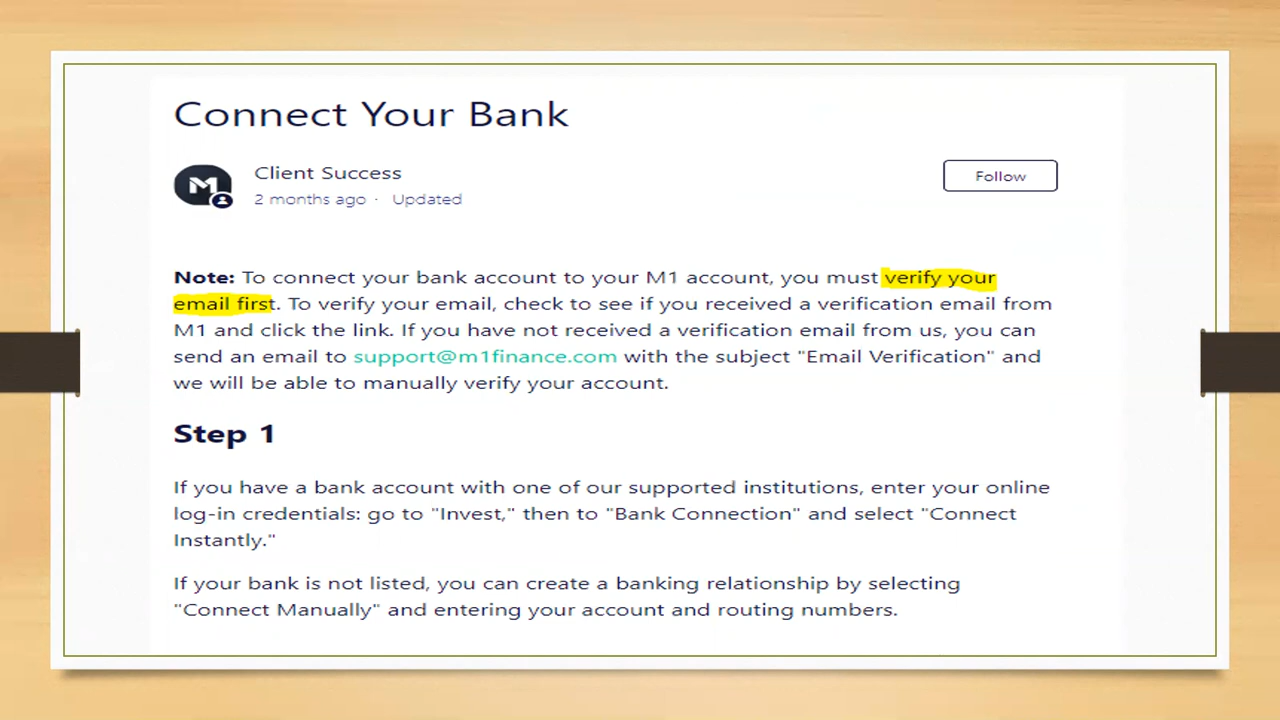 Connect Your Bank
Client Success
2 months ago · Updated
Follow
Note: To connect your bank account to your M1 account, you must verify your
email first. To verify your email, check to see if you received a verification email from
M1 and click the link. If you have not received a verification email from us, you can
send an email to support@m1finance.com with the subject "Email Verification" and
we will be able to manually verify your account.
Step 1
If you have a bank account with one of our supported institutions, enter your online
log-in credentials: go to "Invest," then to "Bank Connection" and select "Connect
Instantly."
If your bank is not listed, you can create a banking relationship by selecting
"Connect Manually" and entering your account and routing numbers.